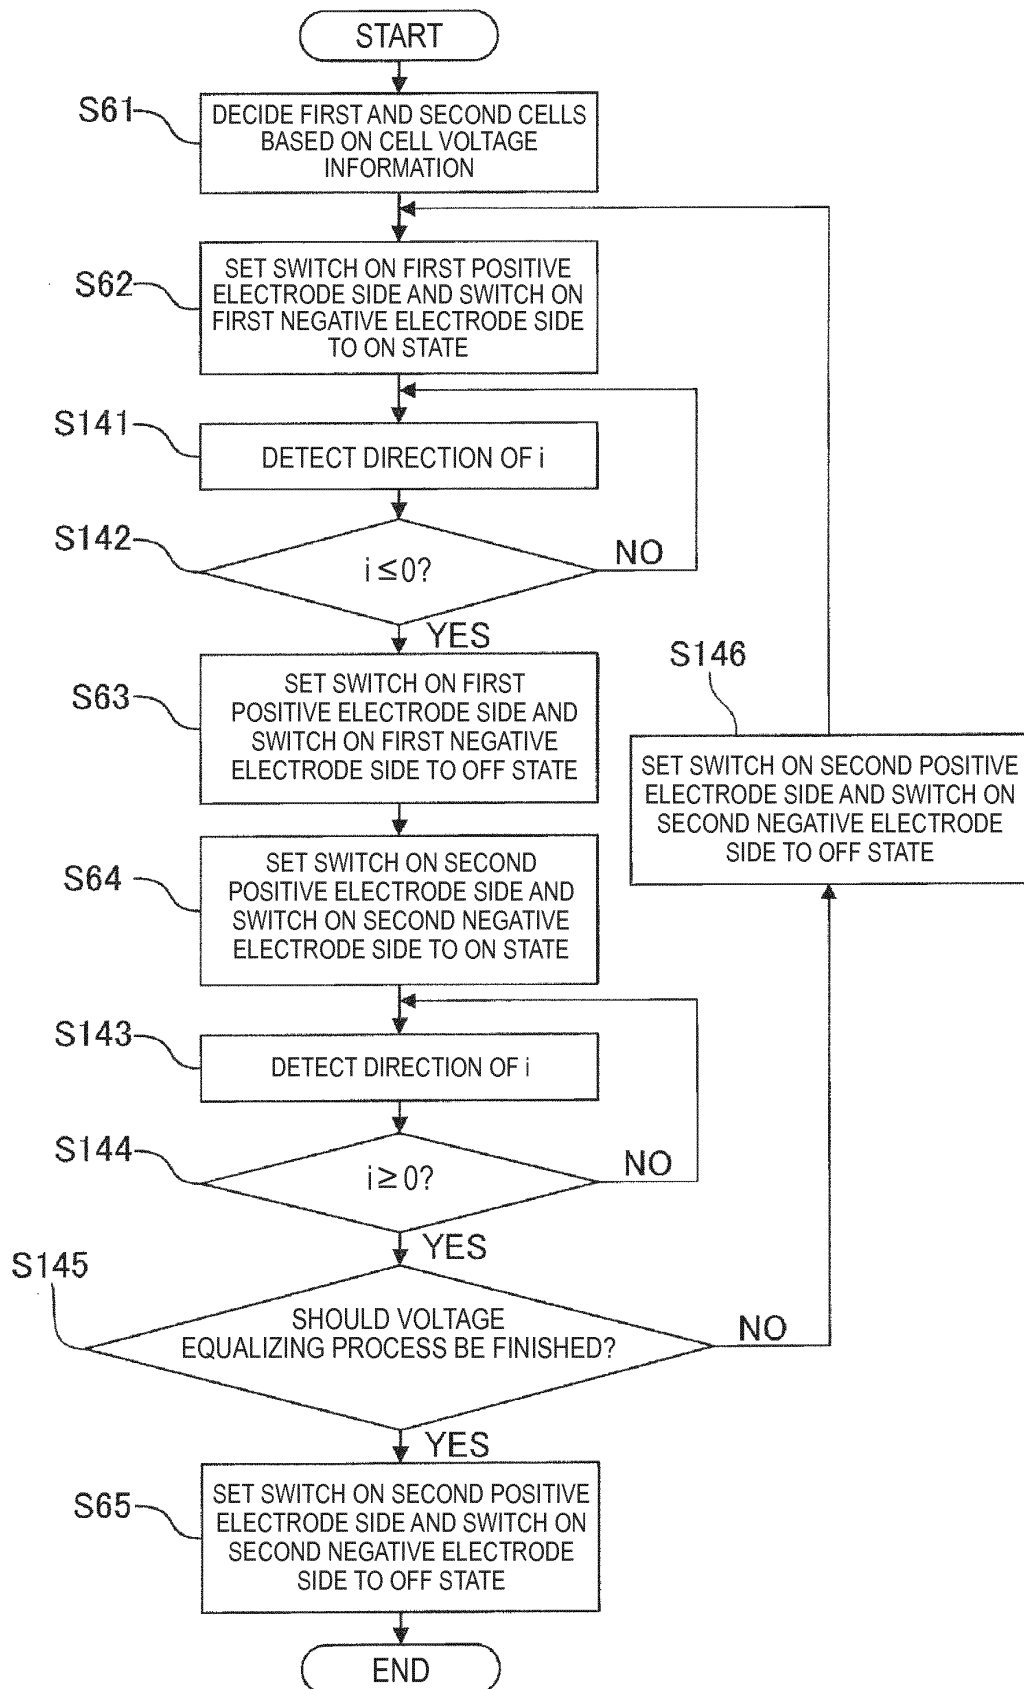 START
S61
DECIDE FIRST AND SECOND CELLS
BASED ON CELL VOLTAGE
INFORMATION
S62
SET SWITCH ON FIRST POSITIVE
ELECTRODE SIDE AND SWITCH ON
FIRST NEGATIVE ELECTRODE SIDE
TO ON STATE
S141
DETECT DIRECTION OF i
S142
i≤0?
NO
YES
S63
SET SWITCH ON FIRST
POSITIVE ELECTRODE SIDE AND
SWITCH ON FIRST NEGATIVE
ELECTRODE SIDE TO OFF STATE
S146
SET SWITCH ON SECOND POSITIVE
ELECTRODE SIDE AND SWITCH ON
SECOND NEGATIVE ELECTRODE
SIDE TO OFF STATE
S64
SET SWITCH ON SECOND
POSITIVE ELECTRODE SIDE AND
SWITCH ON SECOND NEGATIVE
ELECTRODE SIDE TO ON STATE
S143
DETECT DIRECTION OF i
S144
i≥0?
NO
YES
S145
SHOULD VOLTAGE
EQUALIZING PROCESS BE FINISHED?
NO
YES
S65
SET SWITCH ON SECOND POSITIVE
ELECTRODE SIDE AND SWITCH ON
SECOND NEGATIVE ELECTRODE
SIDE TO OFF STATE
END